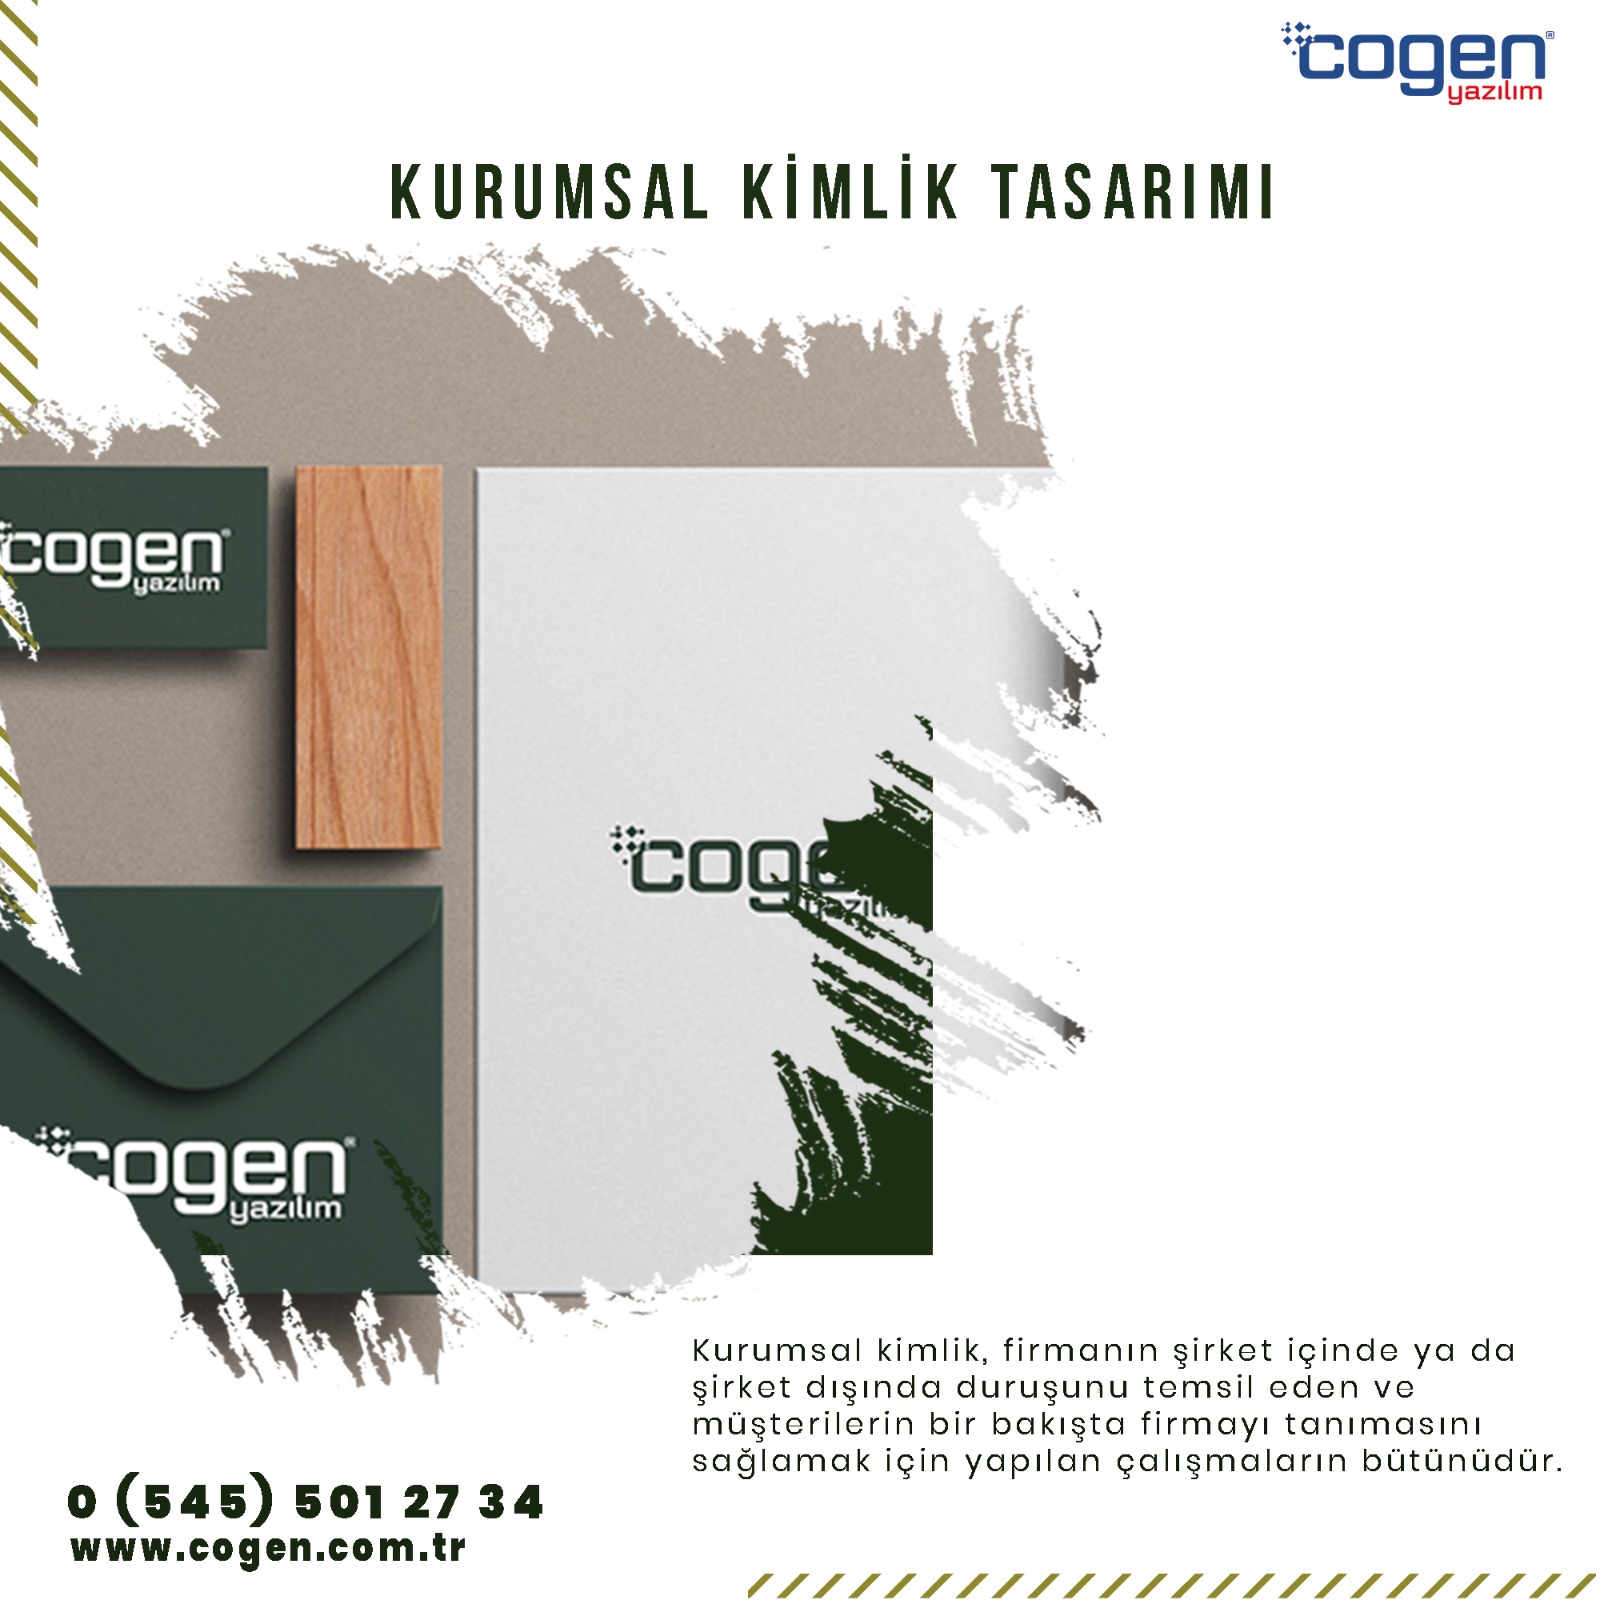 cogen®
yazılım
KURUMSAL KİMLİK TASARIMI
cogen®
yazılım
cogen®
yazılım
Kurumsal kimlik, firmanın şirket içinde ya da
şirket dışında duruşunu temsil eden ve
müşterilerin bir bakışta firmayı tanımasını
sağlamak için yapılan çalışmaların bütünüdür.
0 (545) 501 27 34
www.cogen.com.tr